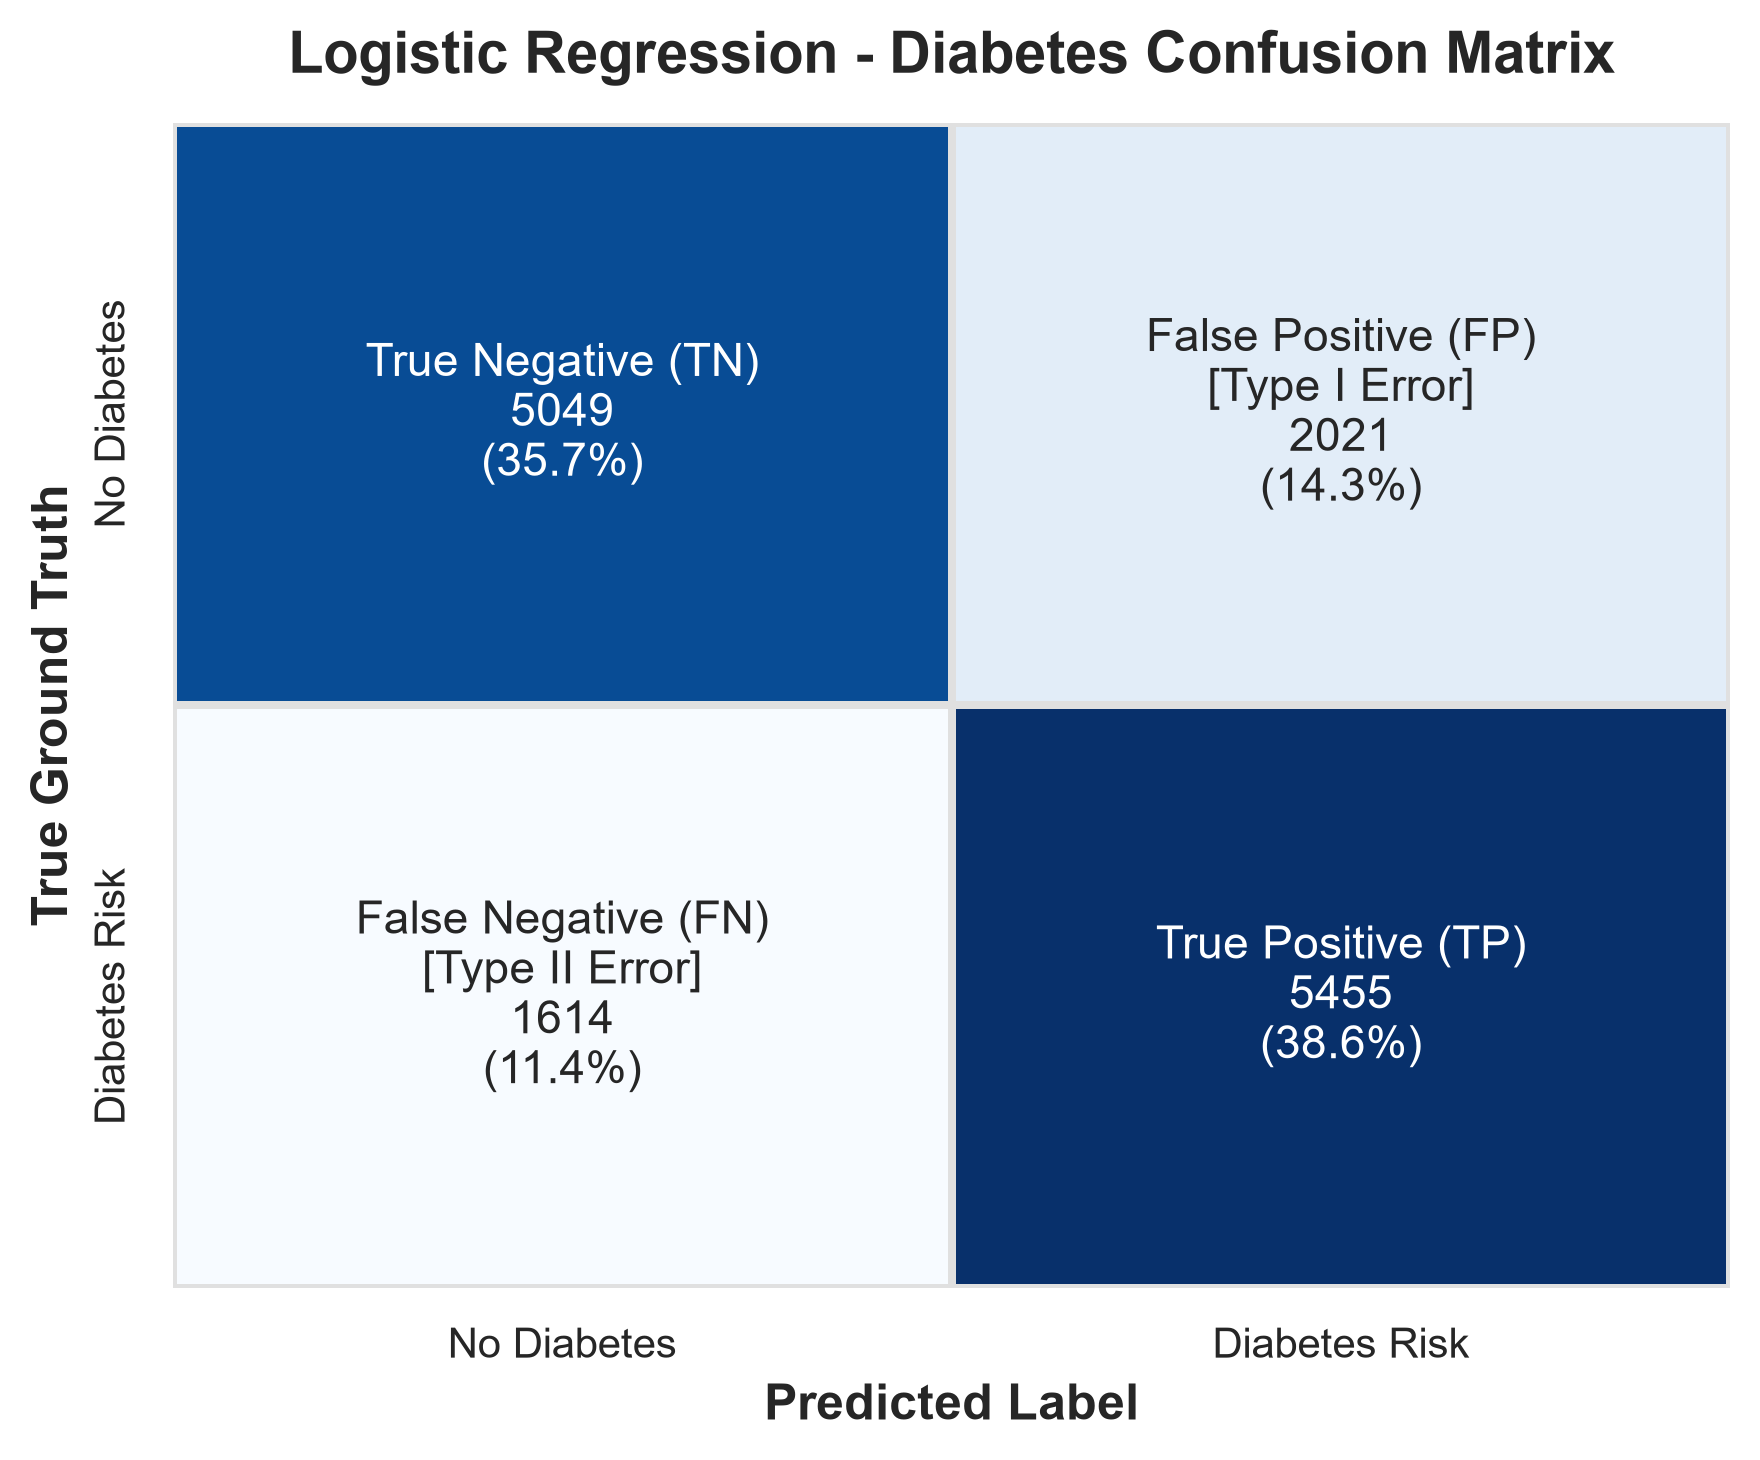 Logistic Regression - Diabetes Confusion Matrix
True Ground Truth
No Diabetes
True Negative (TN)
5049
(35.7%)
False Positive (FP)
[Type I Error]
2021
(14.3%)
Diabetes Risk
False Negative (FN)
[Type II Error]
1614
(11.4%)
True Positive (TP)
5455
(38.6%)
No Diabetes
Diabetes Risk
Predicted Label